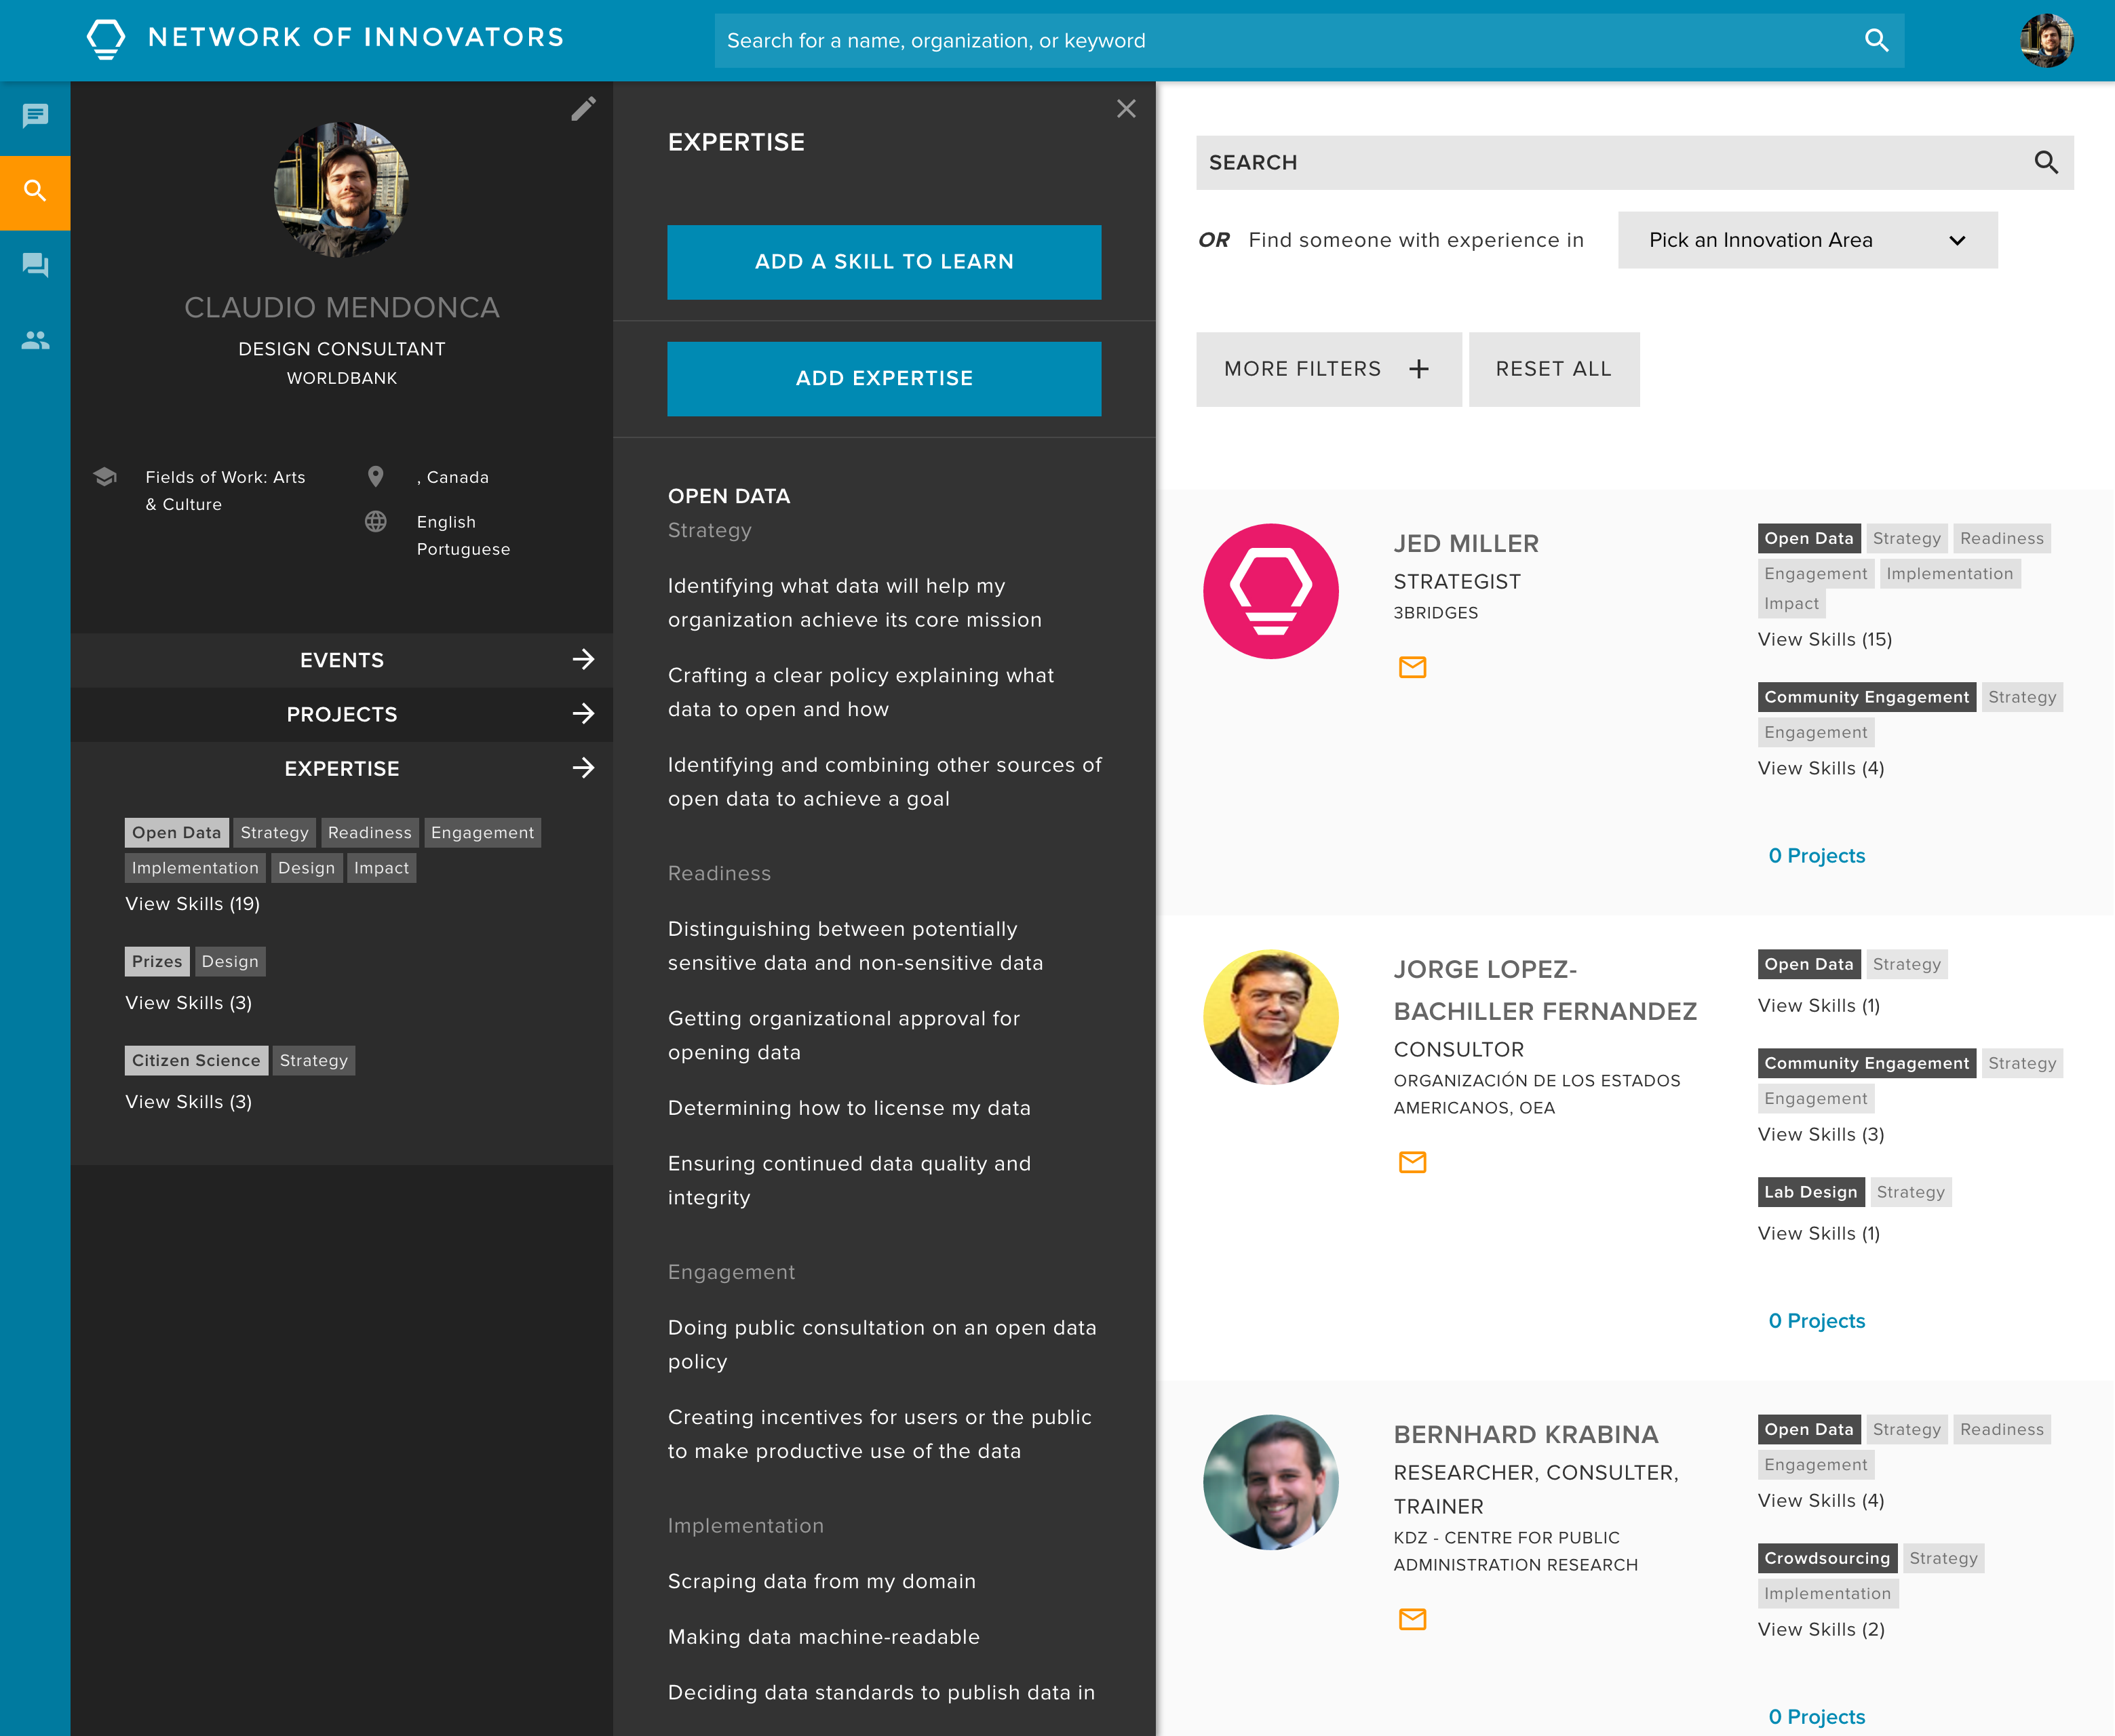 NETWORK OF INNOVATORS
Search for a name, organization, or keyword
CLAUDIO MENDONCA
DESIGN CONSULTANT
WORLDBANK
Fields of Work: Arts
& Culture
, Canada
English
Portuguese
EVENTS
PROJECTS
EXPERTISE
Open Data Strategy Readiness Engagement
Implementation Design Impact
View Skills (19)
Prizes Design
View Skills (3)
Citizen Science Strategy
View Skills (3)
EXPERTISE
ADD A SKILL TO LEARN
ADD EXPERTISE
OPEN DATA
Strategy
Identifying what data will help my
organization achieve its core mission
Crafting a clear policy explaining what
data to open and how
Identifying and combining other sources of
open data to achieve a goal
Readiness
Distinguishing between potentially
sensitive data and non-sensitive data
Getting organizational approval for
opening data
Determining how to license my data
Ensuring continued data quality and
integrity
Engagement
Doing public consultation on an open data
policy
Creating incentives for users or the public
to make productive use of the data
Implementation
Scraping data from my domain
Making data machine-readable
Deciding data standards to publish data in
SEARCH
OR Find someone with experience in Pick an Innovation Area
MORE FILTERS + RESET ALL
JED MILLER
STRATEGIST
3BRIDGES
Open Data Strategy Readiness
Engagement Implementation
Impact
View Skills (15)
Community Engagement Strategy
Engagement
View Skills (4)
0 Projects
JORGE LOPEZ-
BACHILLER FERNANDEZ
CONSULTOR
ORGANIZACIÓN DE LOS ESTADOS
AMERICANOS, OEA
Open Data Strategy
View Skills (1)
Community Engagement Strategy
Engagement
View Skills (3)
Lab Design Strategy
View Skills (1)
0 Projects
BERNHARD KRABINA
RESEARCHER, CONSULTER,
TRAINER
KDZ - CENTRE FOR PUBLIC
ADMINISTRATION RESEARCH
Open Data Strategy Readiness
Engagement
View Skills (4)
Crowdsourcing Strategy
Implementation
View Skills (2)
0 Projects